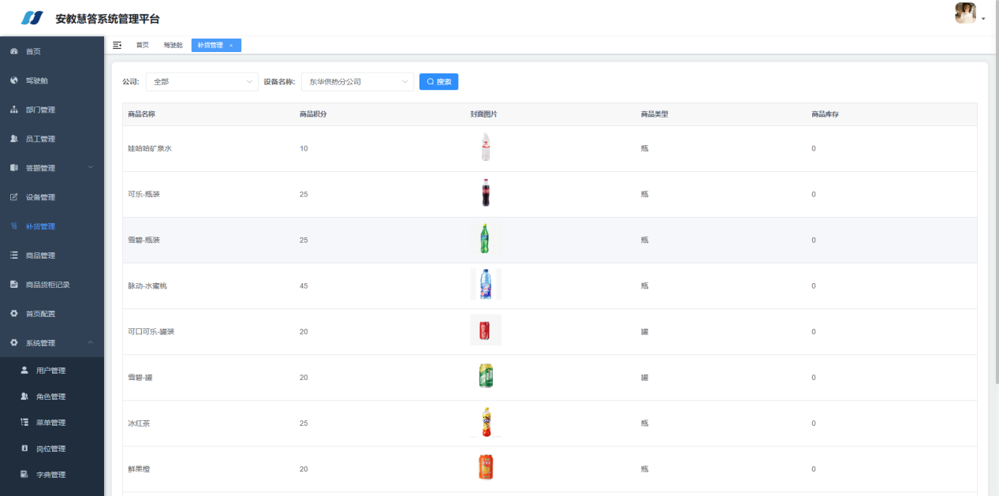 安教慧答系统管理平台
首页
驾驶舱
部门管理
员工管理
答题管理
设备管理
补货管理
商品管理
商品货柜记录
首页配置
系统管理
用户管理
角色管理
菜单管理
岗位管理
字典管理
首页 驾驶舱 补货管理 ×
公司: 全部 设备名称: 东华供热分公司 搜索
商品名称 商品积分 封面图片 商品类型 商品库存
娃哈哈矿泉水 10 瓶 0
可乐-瓶装 25 瓶 0
雪碧-瓶装 25 瓶 0
脉动-水蜜桃 45 瓶 0
可口可乐-罐装 20 罐 0
雪碧-罐 20 罐 0
冰红茶 25 瓶 0
鲜果橙 20 瓶 0